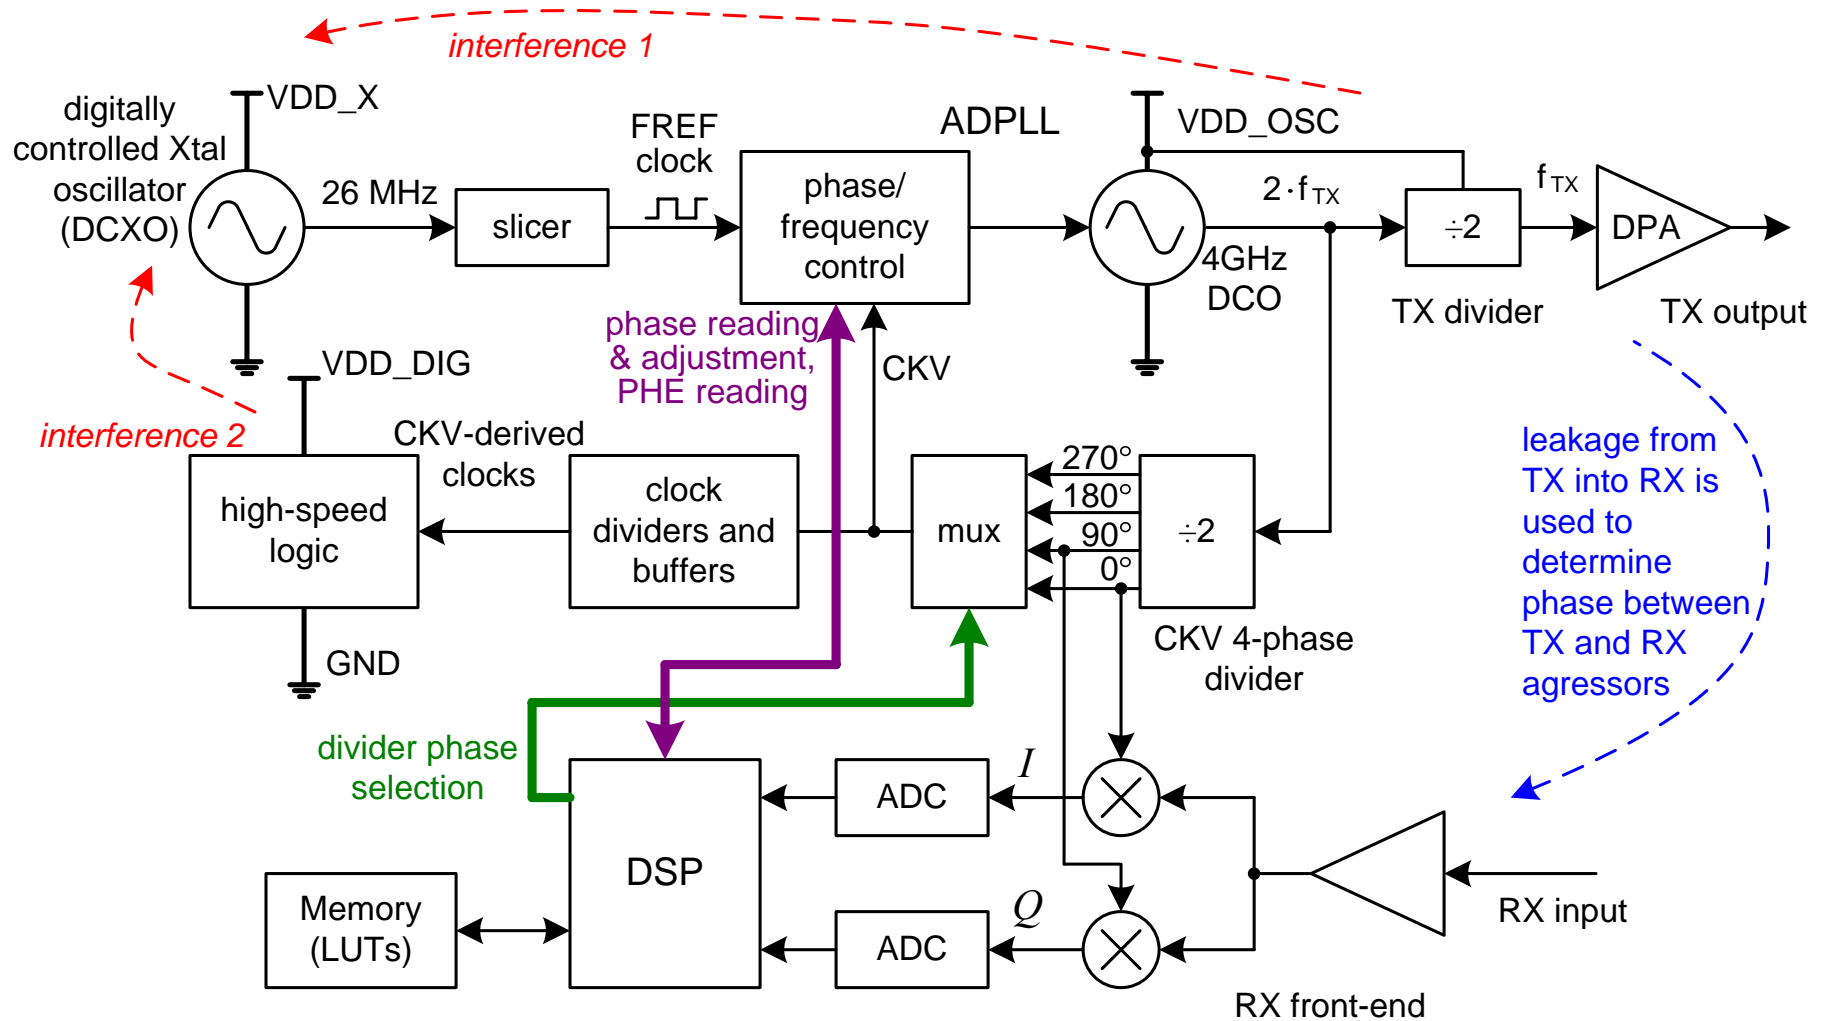 interference 1
digitally
controlled Xtal
oscillator
(DCXO)
VDD_X
26 MHz
slicer
FREF
clock
ADPLL
phase/
frequency
control
VDD_OSC
2·fTX
4GHz
DCO
÷2
TX divider
fTX
DPA
TX output
phase reading
& adjustment,
PHE reading
CKV
interference 2
VDD_DIG
high-speed
logic
GND
CKV-derived
clocks
clock
dividers and
buffers
mux
270°
180°
90°
0°
÷2
CKV 4-phase
divider
leakage from
TX into RX is
used to
determine
phase between
TX and RX
agressors
divider phase
selection
DSP
Memory
(LUTs)
ADC
I
ADC
Q
RX input
RX front-end